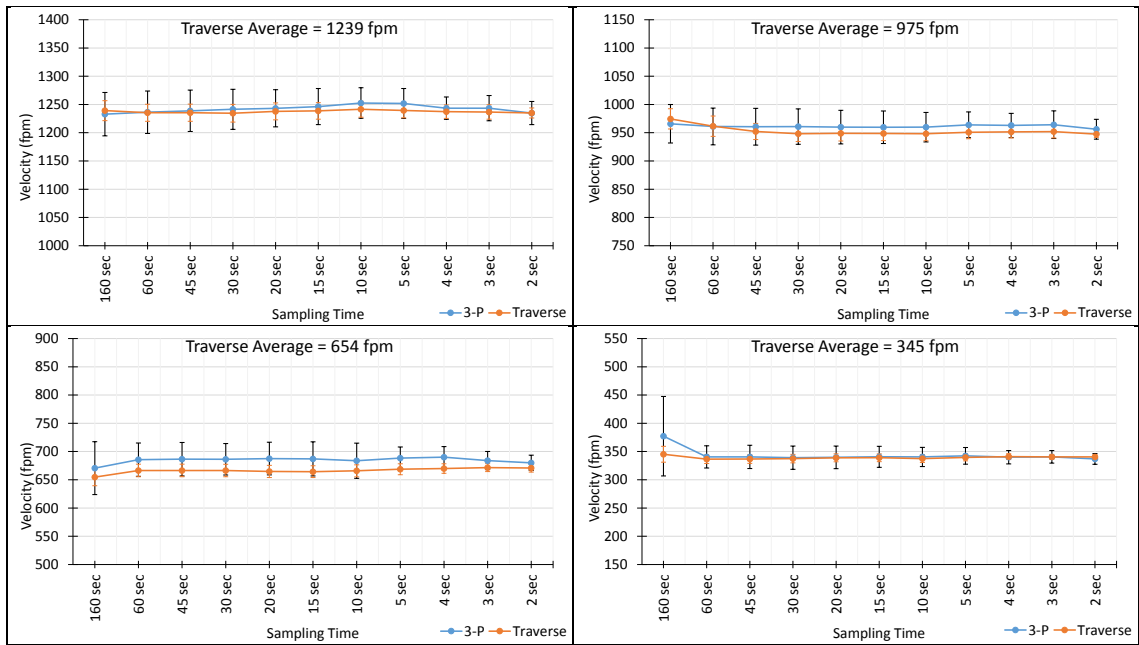 Traverse Average = 1239 fpm
Velocity (fpm)
1400
1350
1300
1250
1200
1150
1100
1050
1000
160 sec
60 sec
45 sec
30 sec
20 sec
15 sec
10 sec
5 sec
4 sec
3 sec
2 sec
Sampling Time
3-P Traverse
Traverse Average = 975 fpm
Velocity (fpm)
1150
1100
1050
1000
950
900
850
800
750
160 sec
60 sec
45 sec
30 sec
20 sec
15 sec
10 sec
5 sec
4 sec
3 sec
2 sec
Sampling Time
3-P Traverse
Traverse Average = 654 fpm
Velocity (fpm)
900
850
800
750
700
650
600
550
500
160 sec
60 sec
45 sec
30 sec
20 sec
15 sec
10 sec
5 sec
4 sec
3 sec
2 sec
Sampling Time
3-P Traverse
Traverse Average = 345 fpm
Velocity (fpm)
550
500
450
400
350
300
250
200
150
160 sec
60 sec
45 sec
30 sec
20 sec
15 sec
10 sec
5 sec
4 sec
3 sec
2 sec
Sampling Time
3-P Traverse